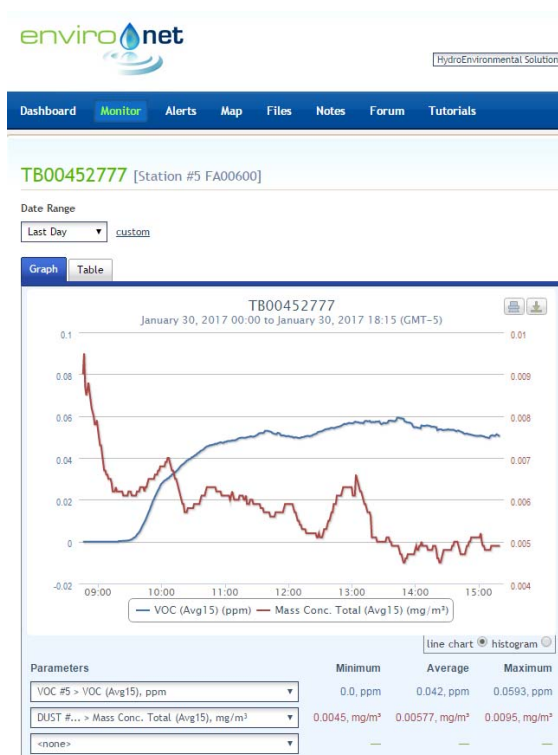 enviro net
HydroEnvironmental Solution
Dashboard Monitor Alerts Map Files Notes Forum Tutorials
TB00452777 [Station #5 FA00600]
Date Range
Last Day custom
Graph Table
TB00452777
January 30, 2017 00:00 to January 30, 2017 18:15 (GMT-5)
0.1 0.01
0.08 0.009
0.06 0.008
0.04 0.007
0.02 0.006
0 0.005
-0.02 0.004
09:00 10:00 11:00 12:00 13:00 14:00 15:00
VOC (Avg15) (ppm) Mass Conc. Total (Avg15) (mg/m³)
line chart histogram
Parameters Minimum Average Maximum
VOC #5 > VOC (Avg15), ppm 0.0, ppm 0.042, ppm 0.0593, ppm
DUST #... > Mass Conc. Total (Avg15), mg/m³ 0.0045, mg/m³ 0.00577, mg/m³ 0.0095, mg/m³
<none> — — —